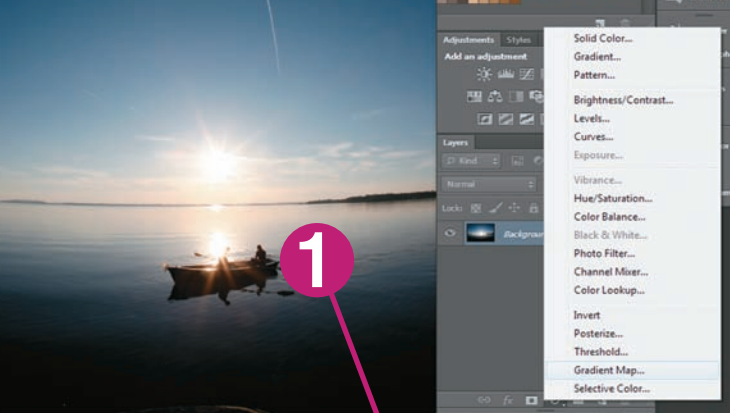 1
Adjustments Styles
Add an adjustment
Layers
Kind
Normal
Lock:
Solid Color...
Gradient...
Pattern...
Brightness/Contrast...
Levels...
Curves...
Exposure...
Vibrance...
Hue/Saturation...
Color Balance...
Black & White...
Photo Filter...
Channel Mixer...
Color Lookup...
Invert
Posterize...
Threshold...
Gradient Map...
Selective Color...
fx